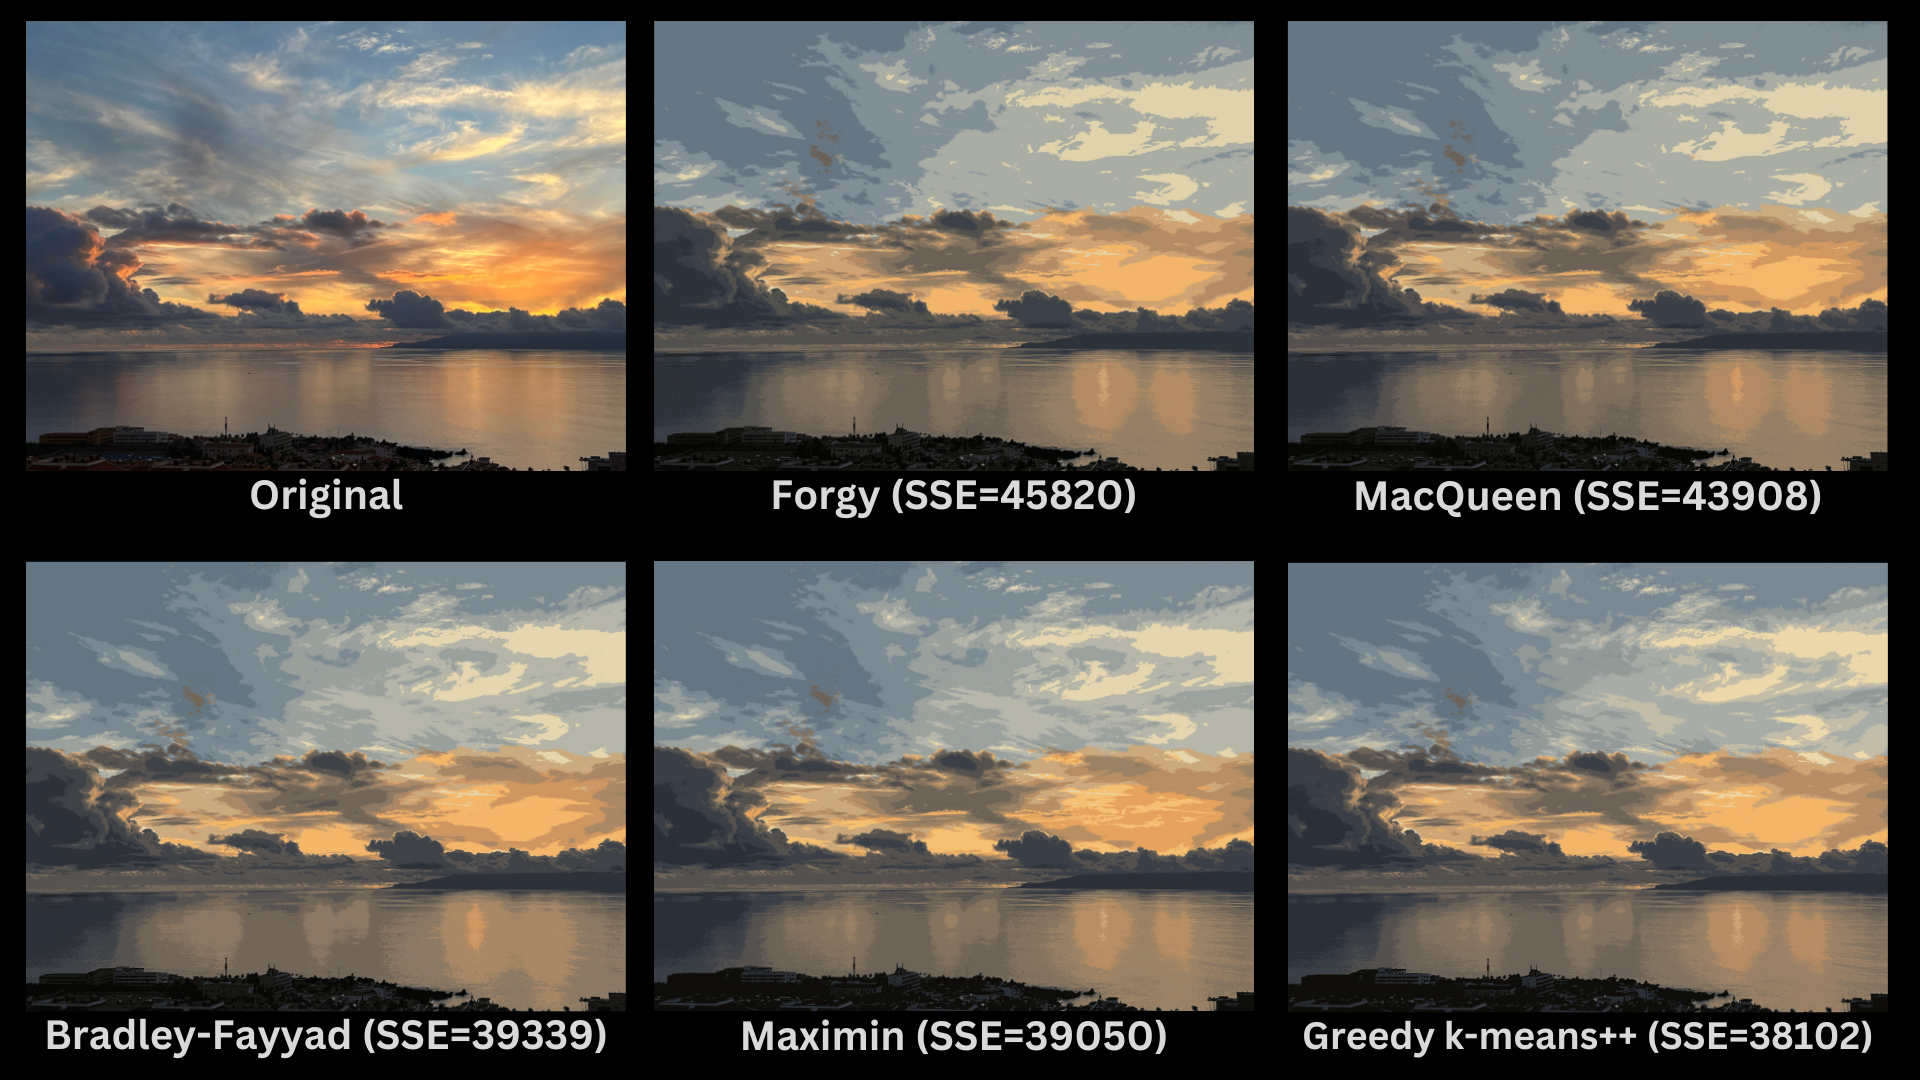 Original
Forgy (SSE=45820)
MacQueen (SSE=43908)
Bradley-Fayyad (SSE=39339)
Maximin (SSE=39050)
Greedy k-means++ (SSE=38102)